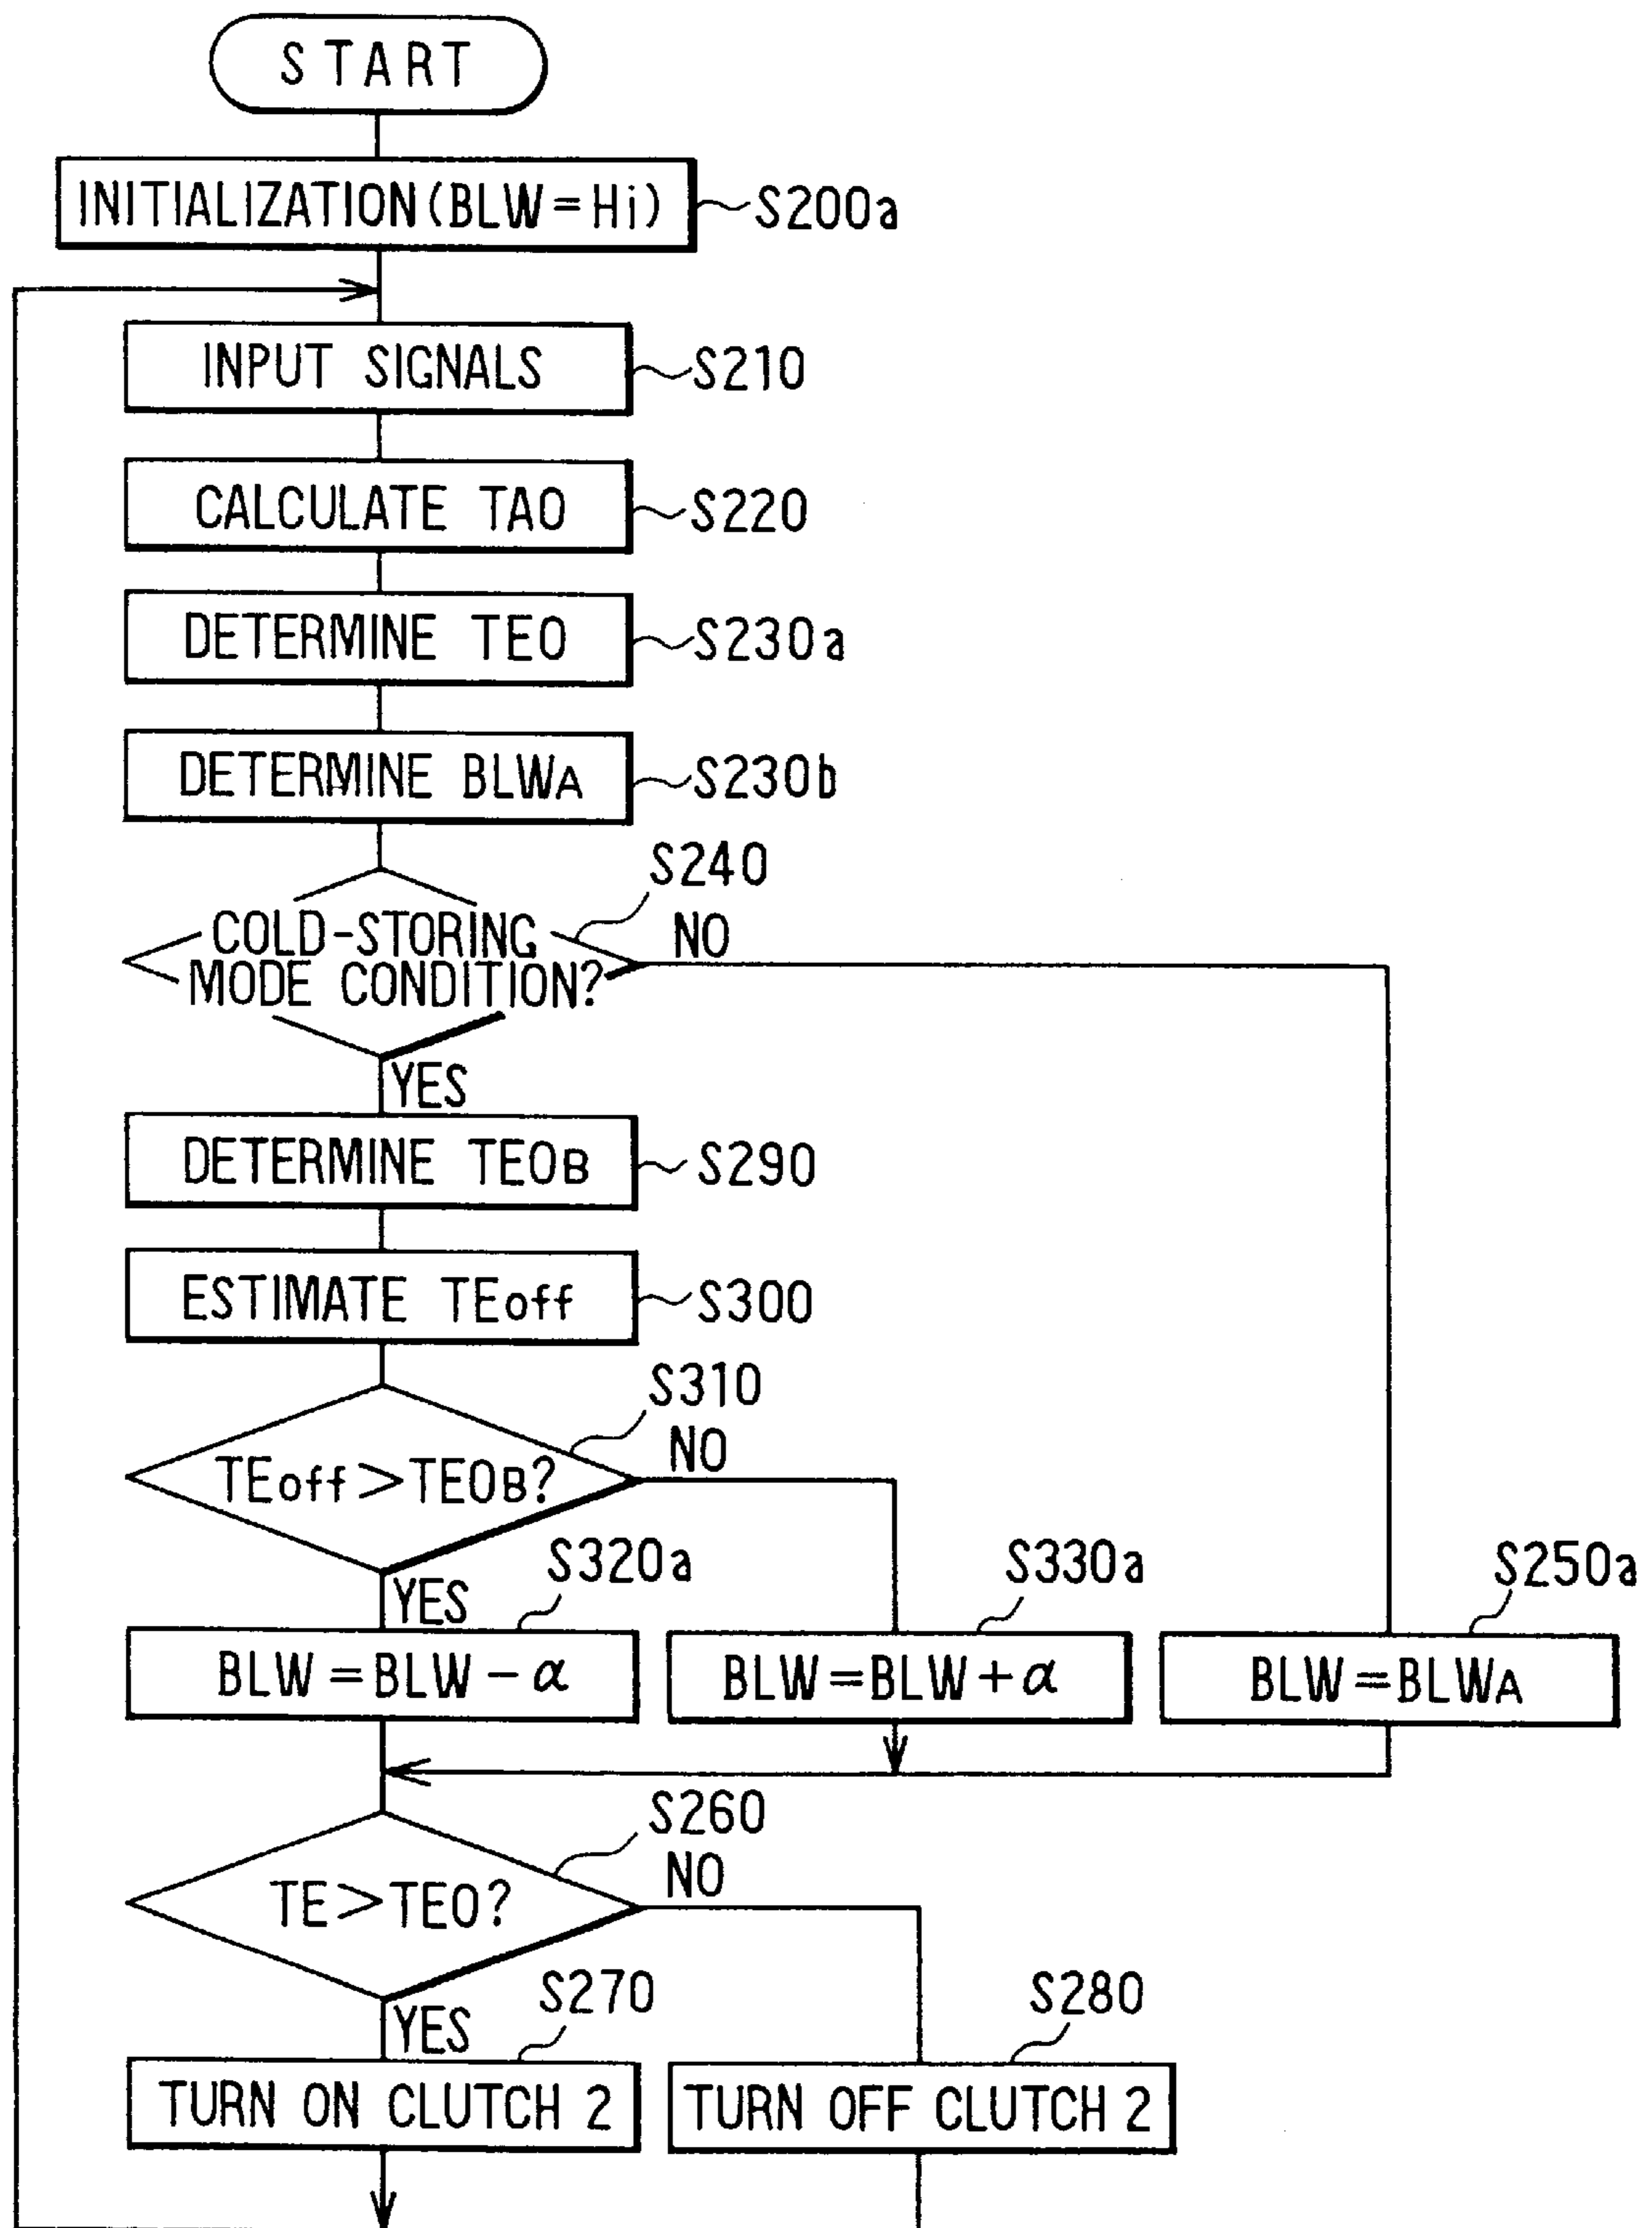 START
INITIALIZATION (BLW=Hi)
S200a
INPUT SIGNALS
S210
CALCULATE TAO
S220
DETERMINE TEO
S230a
DETERMINE BLWA
S230b
S240
COLD-STORING
MODE CONDITION?
NO
YES
DETERMINE TEOB
S290
ESTIMATE TEoff
S300
S310
TEoff>TEOB?
NO
YES
S320a
S330a
S250a
BLW=BLW-α
BLW=BLW+α
BLW=BLWA
S260
TE>TEO?
NO
YES
S270
S280
TURN ON CLUTCH 2
TURN OFF CLUTCH 2